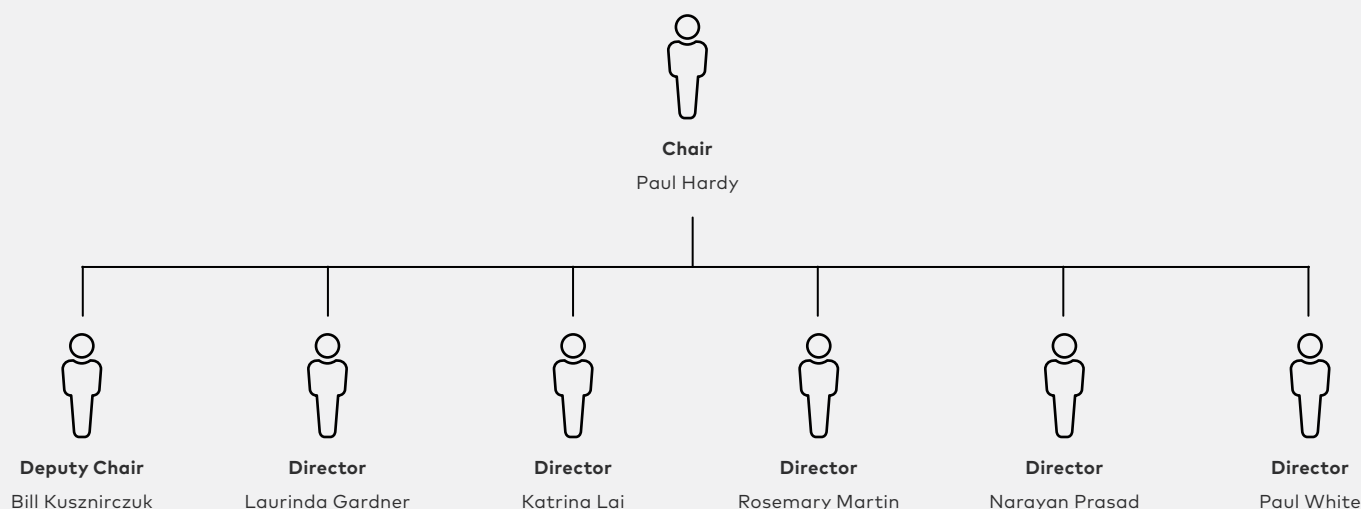 Chair
Paul Hardy
Deputy Chair Director Director Director Director Director
Bill Kusznirczuk Laurinda Gardner Katrina Lai Rosemary Martin Narayan Prasad Paul White